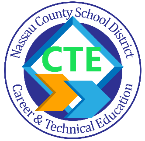 Nassau County School District
CTE
Career & Technical Education